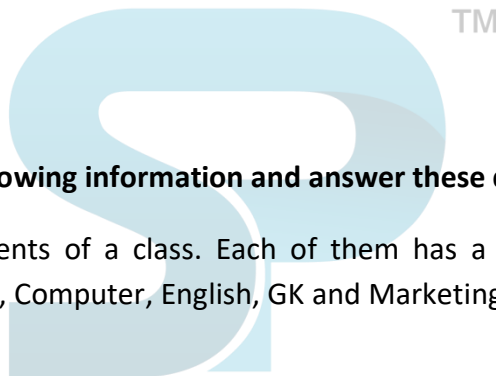 TM
owing information and answer these
ents of a class. Each of them has a
, Computer, English, GK and Marketing